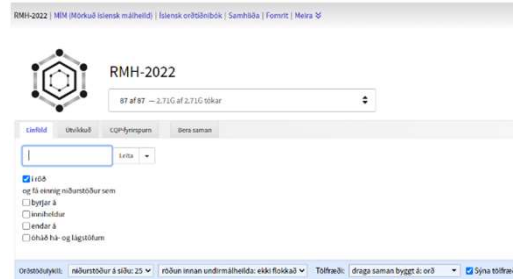 RMH-2022 | MÍM (Mörkuð íslensk málheild) | Íslensk orðtíðnibók | Samhliða | Fornrit | Meira
RMH-2022
87 af 87 — 2,71G af 2,71G tókar
Einföld Útvíkkuð CQP-fyrirspurn Bera saman
Leita
í röð
og fá einnig niðurstöður sem
byrjar á
inniheldur
endar á
óháð há- og lágstöfum
Orðstöðulykill: niðurstöður á síðu: 25 röðun innan undirmálheilda: ekki flokkað Tölfræði: draga saman byggt á: orð Sýna tölfræ